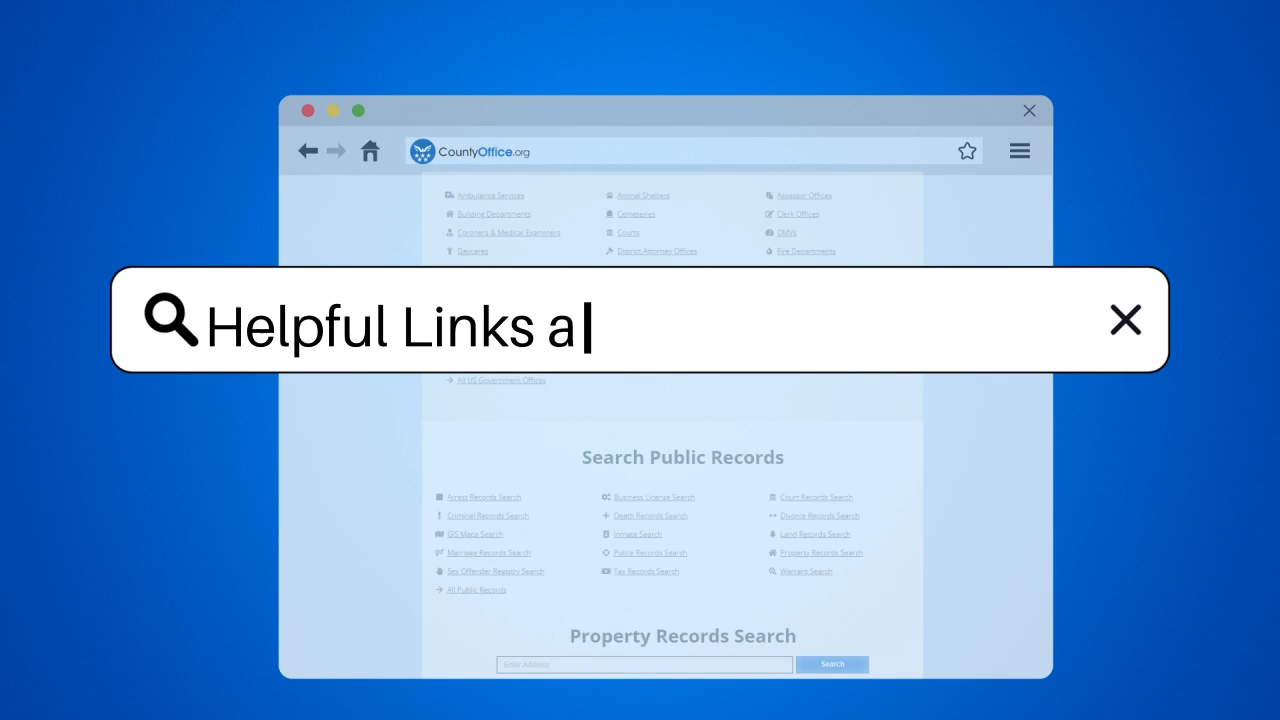 CountyOffice.org
Ambulance Services Animal Shelters Assessor Offices
Building Departments Cemeteries Clerk Offices
Coroners & Medical Examiners Courts DMVs
Daycares District Attorney Offices Fire Departments
Helpful Links a
All US Government Offices
Search Public Records
Arrest Records Search Business License Search Court Records Search
Criminal Records Search Death Records Search Divorce Records Search
GIS Maps Search Inmate Search Land Records Search
Marriage Records Search Police Records Search Property Records Search
Sex Offender Registry Search Tax Records Search Warrant Search
All Public Records
Property Records Search
Enter Address Search